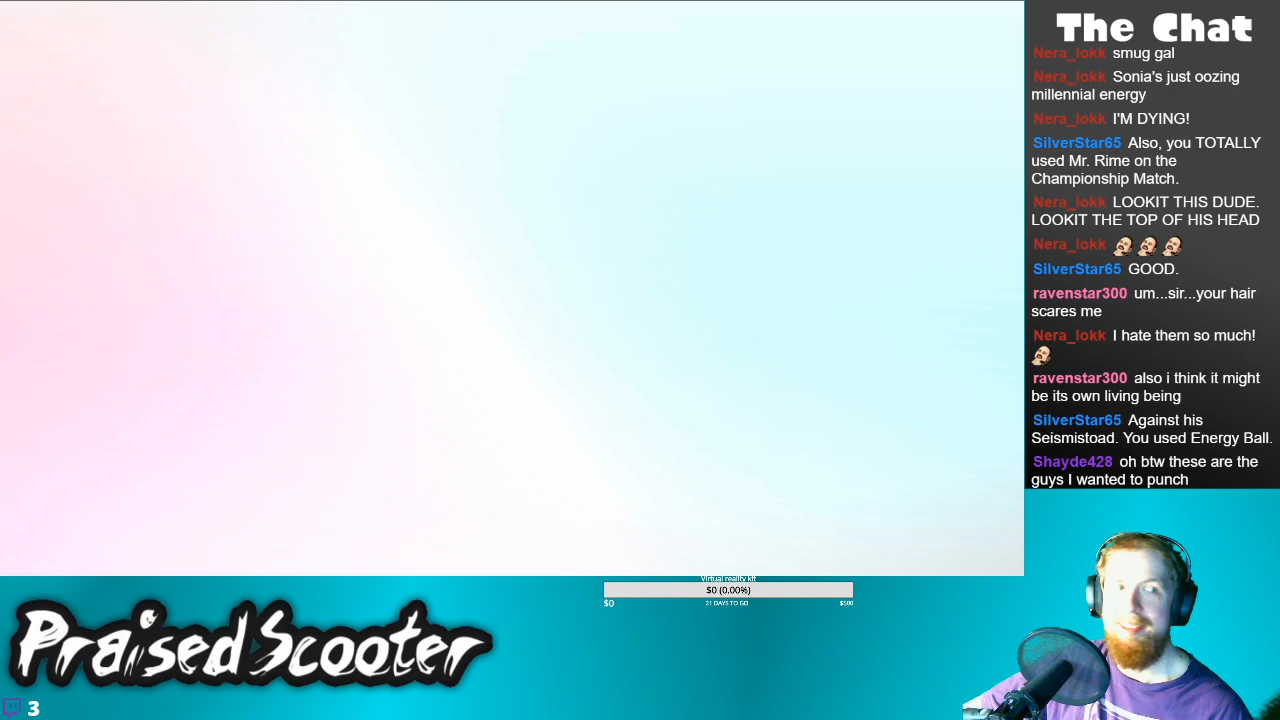 The Chat
Nera_lokk smug gal
Nera_lokk Sonia's just oozing
millennial energy
Nera_lokk I'M DYING!
SilverStar65 Also, you TOTALLY
used Mr. Rime on the
Championship Match.
Nera_lokk LOOKIT THIS DUDE.
LOOKIT THE TOP OF HIS HEAD
Nera_lokk
SilverStar65 GOOD.
ravenstar300 um...sir...your hair
scares me
Nera_lokk I hate them so much!
ravenstar300 also i think it might
be its own living being
SilverStar65 Against his
Seismistoad. You used Energy Ball.
Shayde428 oh btw these are the
guys I wanted to punch
Virtual reality kit
$0 (0.00%)
$0 21 DAYS TO GO $500
PraisedScooter
3